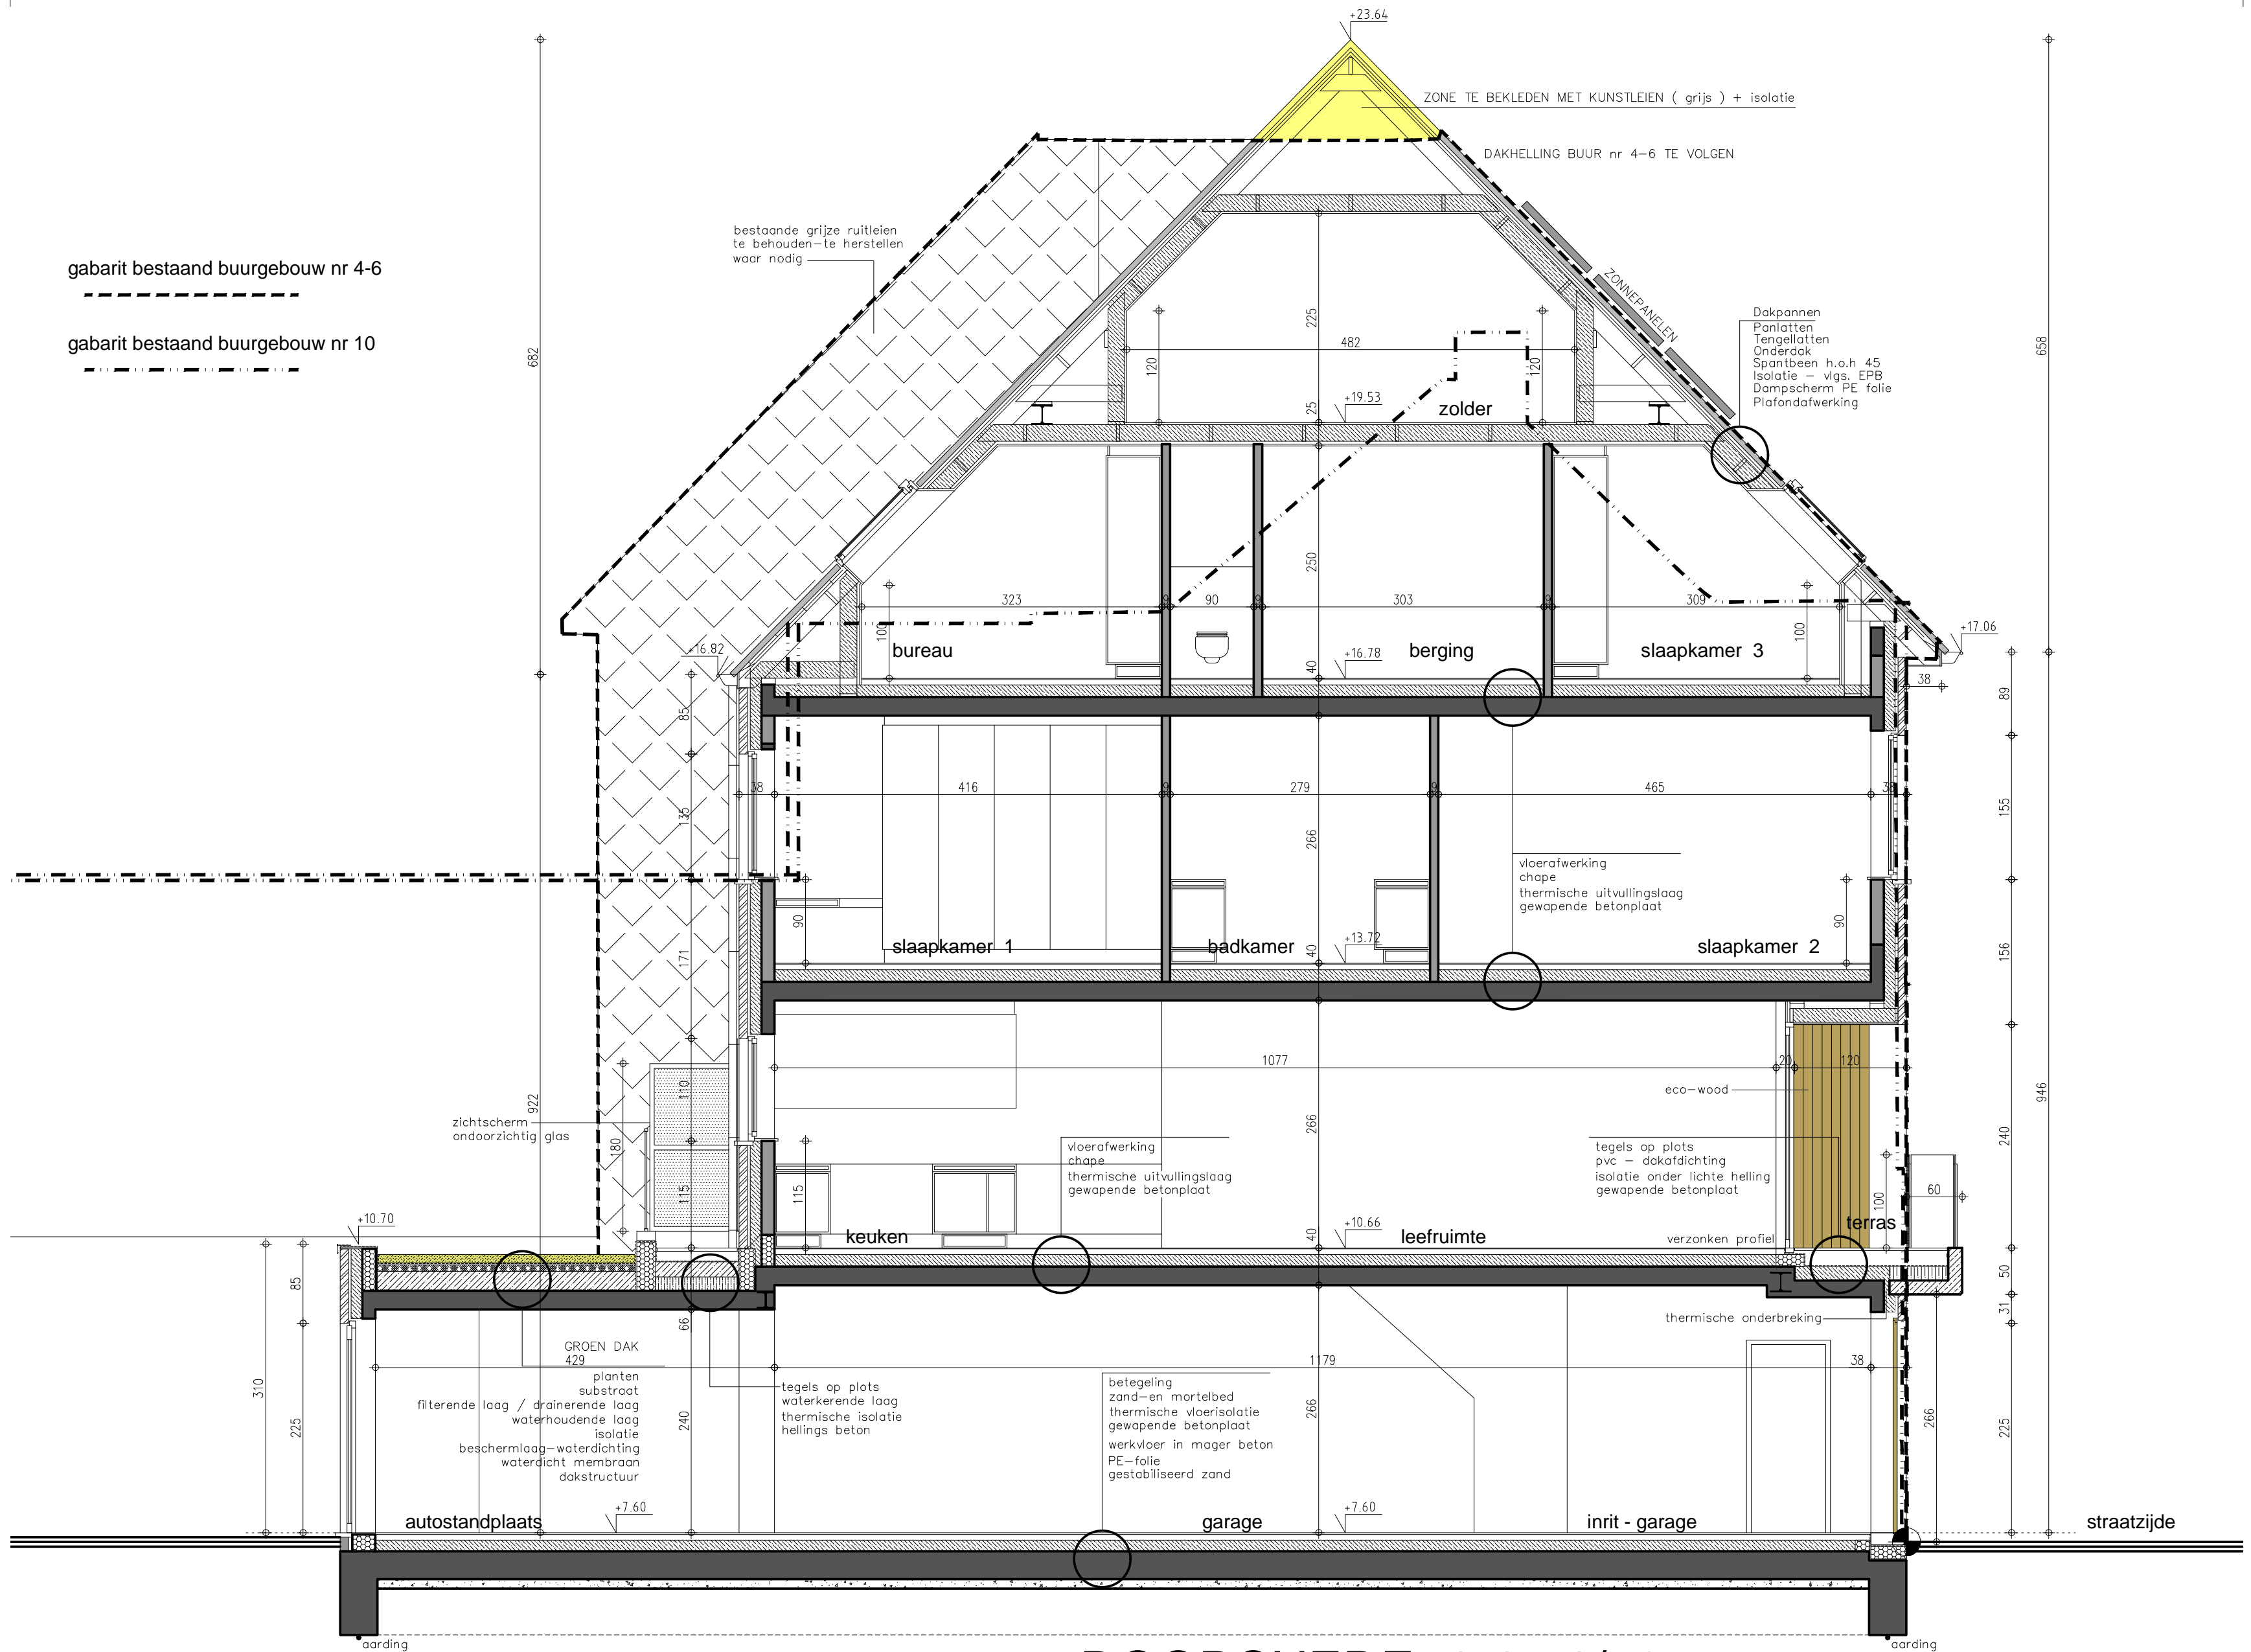 +23.64
ZONE TE BEKLEDEN MET KUNSTLEIEN ( grijs ) + isolatie
DAKHELLING BUUR nr 4-6 TE VOLGEN
bestaande grijze ruitleien
te behouden-te herstellen
waar nodig
gabarit bestaand buurgebouw nr 4-6
gabarit bestaand buurgebouw nr 10
ZONNEPANELEN
Dakpannen
Panlatten
Tengellatten
Onderdak
Spantbeen h.o.h 45
Isolatie - vlgs. EPB
Dampscherm PE folie
Plafondafwerking
682
225
482
120
120
658
25
+19.53
zolder
250
323
9
90
9
303
9
309
100
100
bureau
berging
slaapkamer 3
+16.82
+16.78
+17.06
40
38
89
85
38
416
9
279
9
465
38
135
266
155
vloerafwerking
chape
thermische uitvullingslaag
gewapende betonplaat
90
90
slaapkamer 1
badkamer
+13.72
slaapkamer 2
171
40
156
1077
20
120
eco-wood
922
110
946
zichtscherm
ondoorzichtig glas
180
266
240
vloerafwerking
chape
thermische uitvullingslaag
gewapende betonplaat
tegels op plots
pvc - dakafdichting
isolatie onder lichte helling
gewapende betonplaat
115
115
100
60
+10.70
keuken
40
+10.66
leefruimte
verzonken profiel
terras
85
50
31
66
thermische onderbreking
GROEN DAK
429
1179
38
planten
substraat
filterende laag / drainerende laag
waterhoudende laag
isolatie
beschermlaag-waterdichting
waterdicht membraan
dakstructuur
tegels op plots
waterkerende laag
thermische isolatie
hellings beton
betegeling
zand-en mortelbed
thermische vloerisolatie
gewapende betonplaat
werkvloer in mager beton
PE-folie
gestabiliseerd zand
310
225
240
266
266
225
+7.60
+7.60
autostandplaats
garage
inrit - garage
straatzijde
aarding
aarding